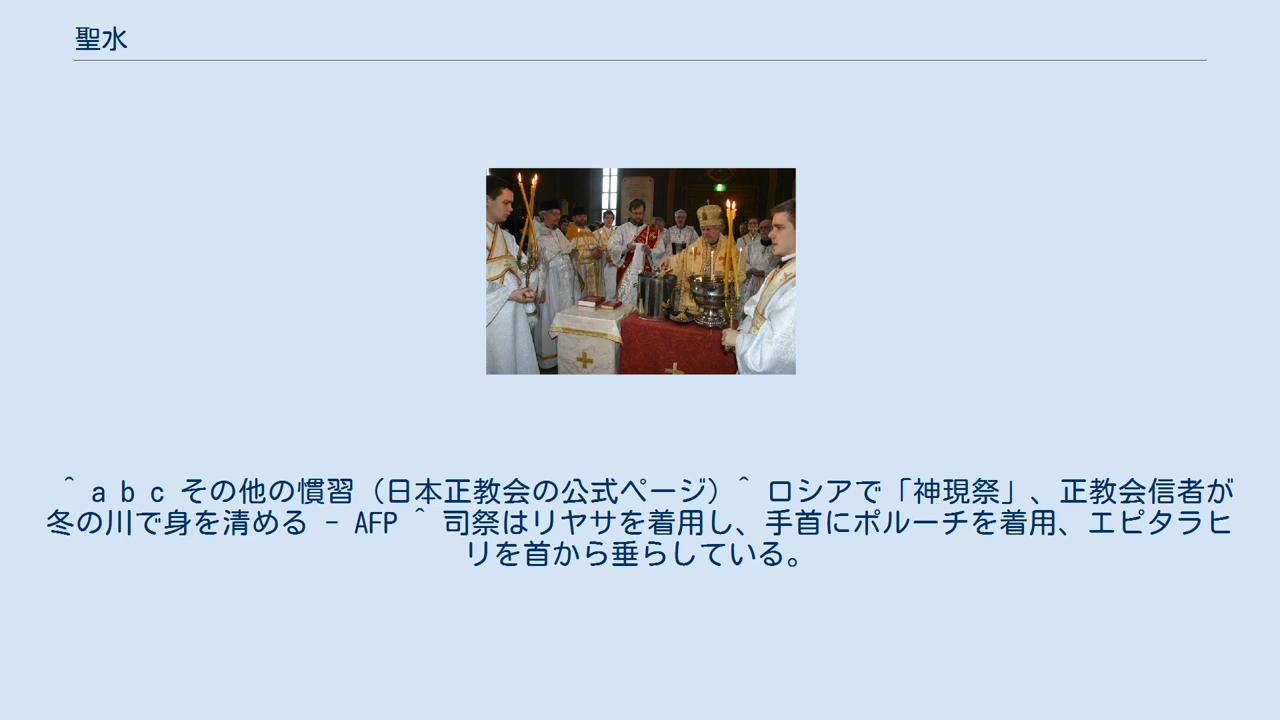 聖水
^ a b c その他の慣習（日本正教会の公式ページ）^ ロシアで「神現祭」、正教会信者が
冬の川で身を清める - AFP ^ 司祭はリヤサを着用し、手首にポルーチを着用、エピタラヒ
リを首から垂らしている。